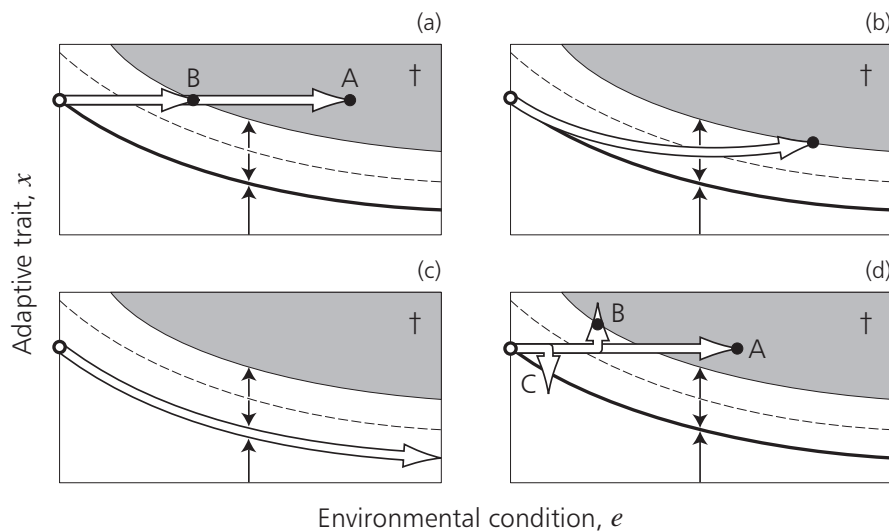 (a)
(b)
B
A
†
†
(c)
(d)
†
B
†
A
C
Adaptive trait, x
Environmental condition, e